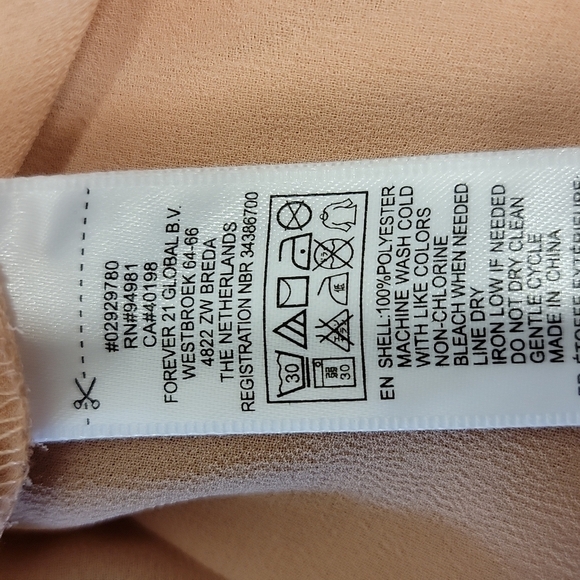 #02929780
RN#94981
CA#40198
FOREVER 21 GLOBAL B.V.
WESTBROEK 64-66
4822 ZW BREDA
THE NETHERLANDS
REGISTRATION NBR 34386700
30
弱
30
低
EN SHELL:100%POLYESTER
MACHINE WASH COLD
WITH LIKE COLORS
NON-CHLORINE
BLEACH WHEN NEEDED
LINE DRY
IRON LOW IF NEEDED
DO NOT DRY CLEAN
GENTLE CYCLE
MADE IN CHINA